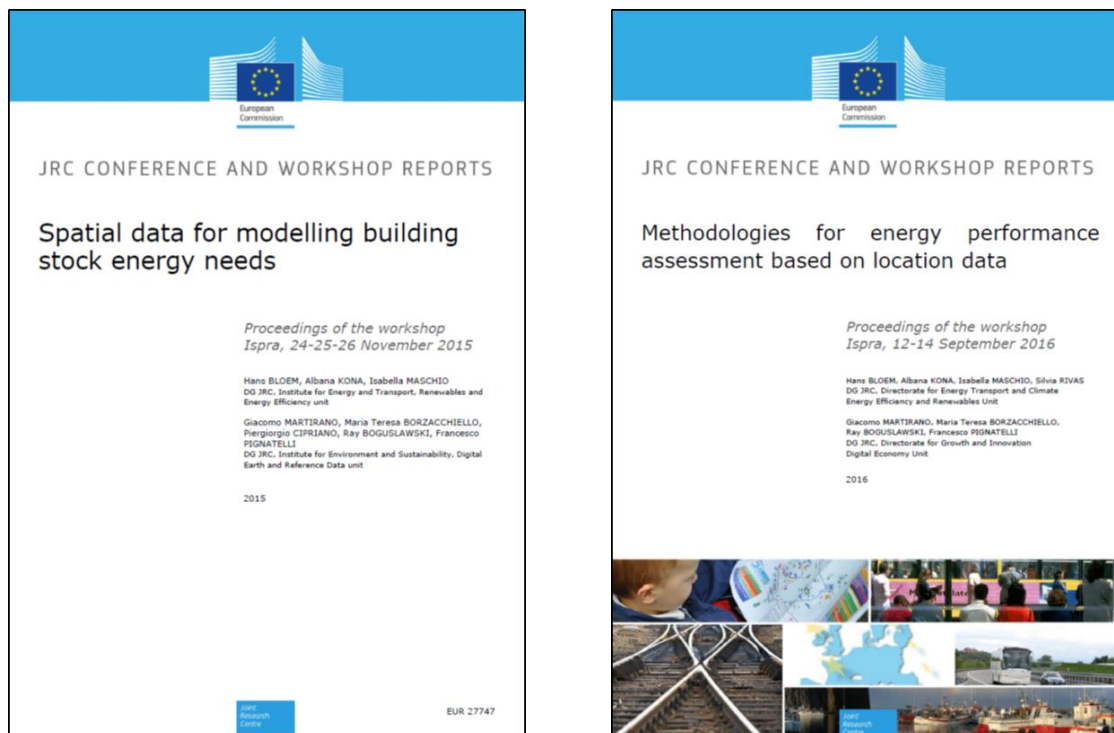 European
Commission
JRC CONFERENCE AND WORKSHOP REPORTS
Spatial data for modelling building
stock energy needs
Proceedings of the workshop
Ispra, 24-25-26 November 2015
Hans BLOEM, Albana KONA, Isabella MASCHIO
DG JRC, Institute for Energy and Transport, Renewables and
Energy Efficiency unit
Giacomo MARTIRANO, Maria Teresa BORZACCHIELLO,
Piergiorgio CIPRIANO, Ray BOGUSLAWSKI, Francesco
PIGNATELLI
DG JRC, Institute for Environment and Sustainability, Digital
Earth and Reference Data unit
2015
Joint
Research
Centre
EUR 27747
European
Commission
JRC CONFERENCE AND WORKSHOP REPORTS
Methodologies for energy performance
assessment based on location data
Proceedings of the workshop
Ispra, 12-14 September 2016
Hans BLOEM, Albana KONA, Isabella MASCHIO, Silvia RIVAS
DG JRC, Directorate for Energy Transport and Climate
Energy Efficiency and Renewables Unit
Giacomo MARTIRANO, Maria Teresa BORZACCHIELLO,
Ray BOGUSLAWSKI, Francesco PIGNATELLI
DG JRC, Directorate for Growth and Innovation
Digital Economy Unit
2016
Joint
Research
Centre